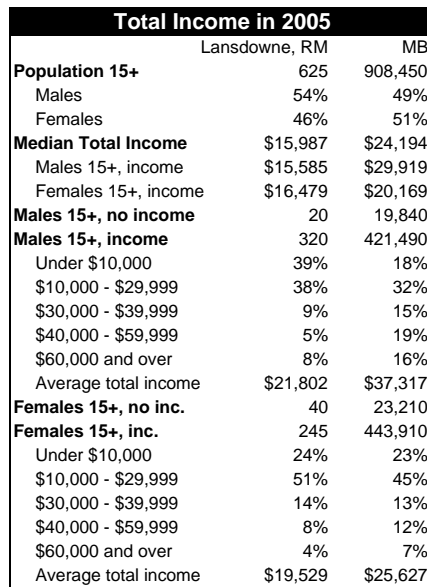 Total Income in 2005
Lansdowne, RM MB
Population 15+ 625 908,450
Males 54% 49%
Females 46% 51%
Median Total Income $15,987 $24,194
Males 15+, income $15,585 $29,919
Females 15+, income $16,479 $20,169
Males 15+, no income 20 19,840
Males 15+, income 320 421,490
Under $10,000 39% 18%
$10,000 - $29,999 38% 32%
$30,000 - $39,999 9% 15%
$40,000 - $59,999 5% 19%
$60,000 and over 8% 16%
Average total income $21,802 $37,317
Females 15+, no inc. 40 23,210
Females 15+, inc. 245 443,910
Under $10,000 24% 23%
$10,000 - $29,999 51% 45%
$30,000 - $39,999 14% 13%
$40,000 - $59,999 8% 12%
$60,000 and over 4% 7%
Average total income $19,529 $25,627